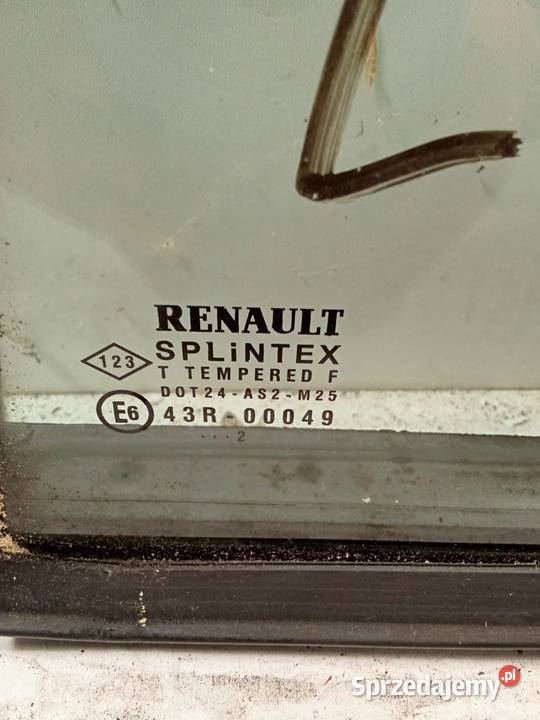 RENAULT
123 SPLiNTEX
T TEMPERED F
DOT24-AS2-M25
E6 43R-00049
...2
Sprzedajemy.pl